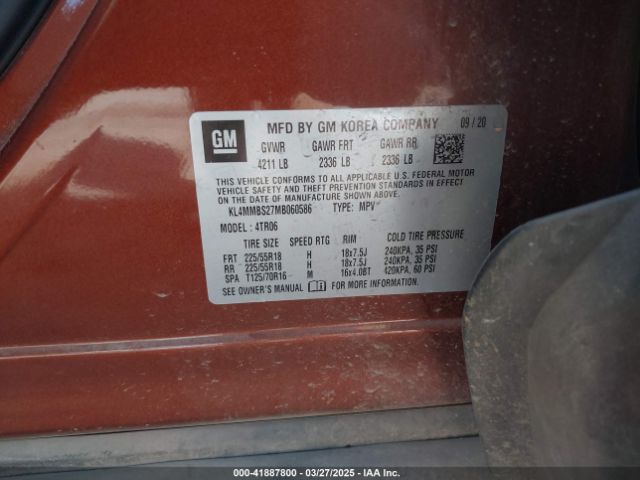 GM
MFD BY GM KOREA COMPANY 09 / 20
GVWR GAWR FRT GAWR RR
4211 LB 2336 LB 2336 LB
THIS VEHICLE CONFORMS TO ALL APPLICABLE U.S. FEDERAL MOTOR
VEHICLE SAFETY AND THEFT PREVENTION STANDARDS IN EFFECT
ON THE DATE OF MANUFACTURE SHOWN ABOVE.
KL4MMBS27MB060586 TYPE: MPV
MODEL : 4TR06
TIRE SIZE SPEED RTG RIM COLD TIRE PRESSURE
FRT 225/55R18 H 18x7.5J 240KPA, 35 PSI
RR 225/55R18 H 18x7.5J 240KPA, 35 PSI
SPA T125/70R16 M 16x4.0BT 420KPA, 60 PSI
SEE OWNER'S MANUAL FOR MORE INFORMATION
000-41887800 - 03/27/2025 - IAA Inc.